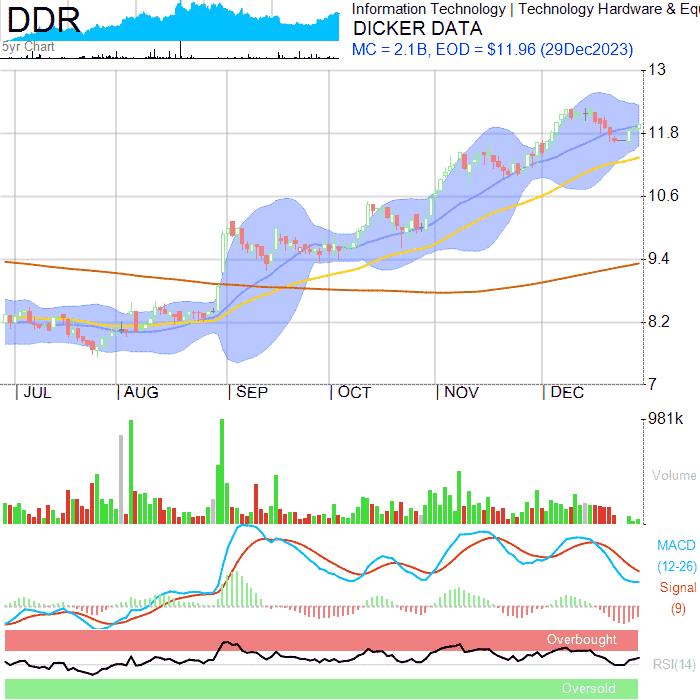 DDR
5yr Chart
Information Technology | Technology Hardware & Equ
DICKER DATA
MC = 2.1B, EOD = $11.96 (29Dec2023)
13
11.8
10.6
9.4
8.2
7
| JUL | AUG | SEP | OCT | NOV | DEC
981k
Volume
MACD
(12-26)
Signal
(9)
Overbought
RSI(14)
Oversold